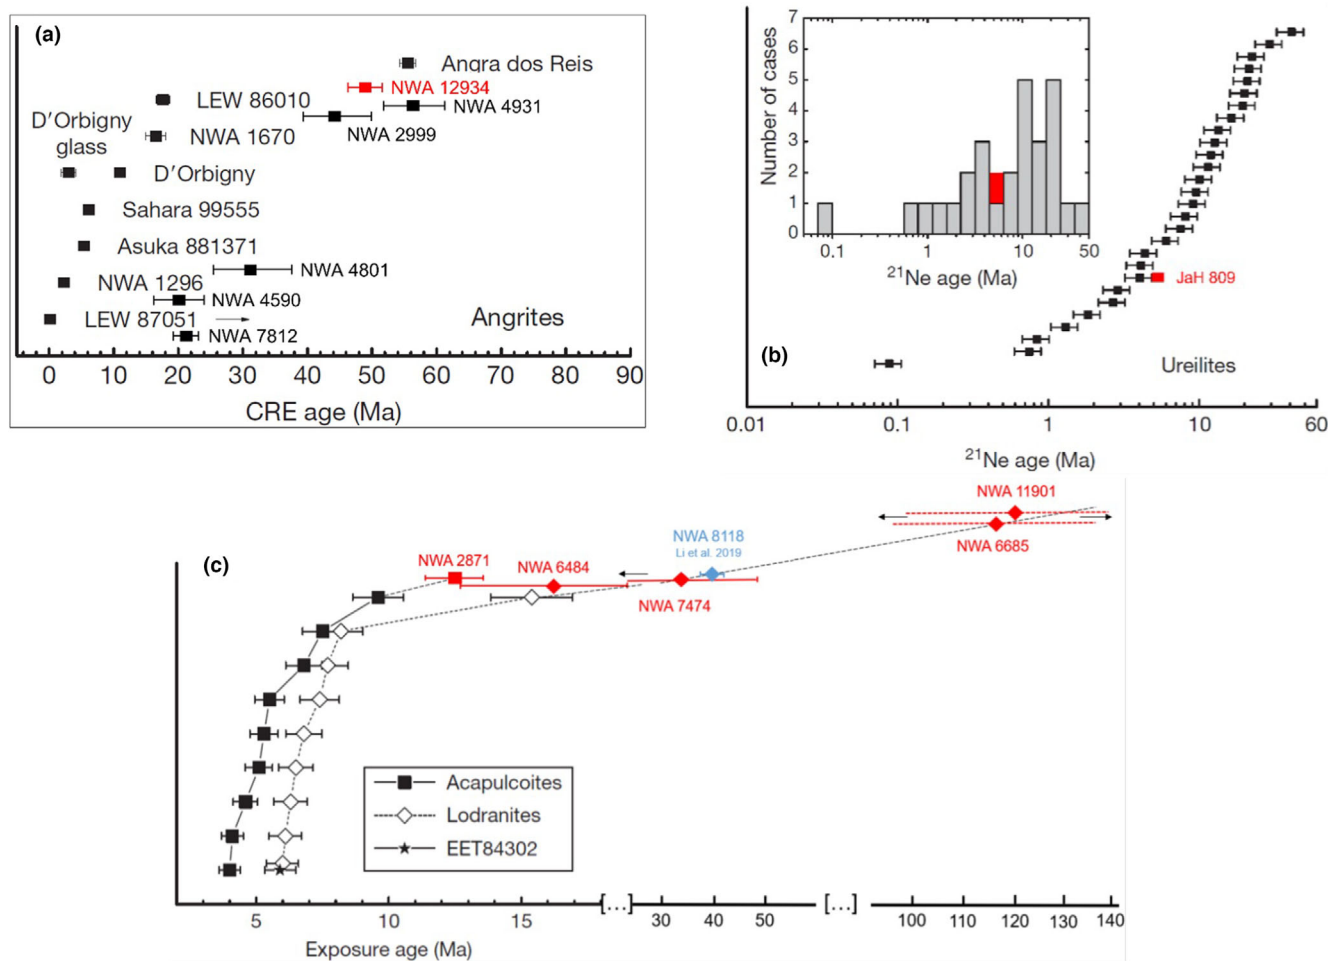 (a)
Angra dos Reis
NWA 12934
LEW 86010
NWA 4931
D'Orbigny
glass
NWA 2999
NWA 1670
D'Orbigny
Sahara 99555
Asuka 881371
NWA 4801
NWA 1296
NWA 4590
LEW 87051
NWA 7812
Angrites
0 10 20 30 40 50 60 70 80 90
CRE age (Ma)
7
6
5
4
3
2
1
0
Number of cases
0.1 1 10 50
21Ne age (Ma)
JaH 809
(b)
Ureilites
0.01 0.1 1 10 60
21Ne age (Ma)
(c)
NWA 11901
NWA 6685
NWA 8118
Li et al. 2019
NWA 2871
NWA 6484
NWA 7474
Acapulcoites
Lodranites
EET84302
5 10 15 [...] 30 40 50 [...] 100 110 120 130 140
Exposure age (Ma)